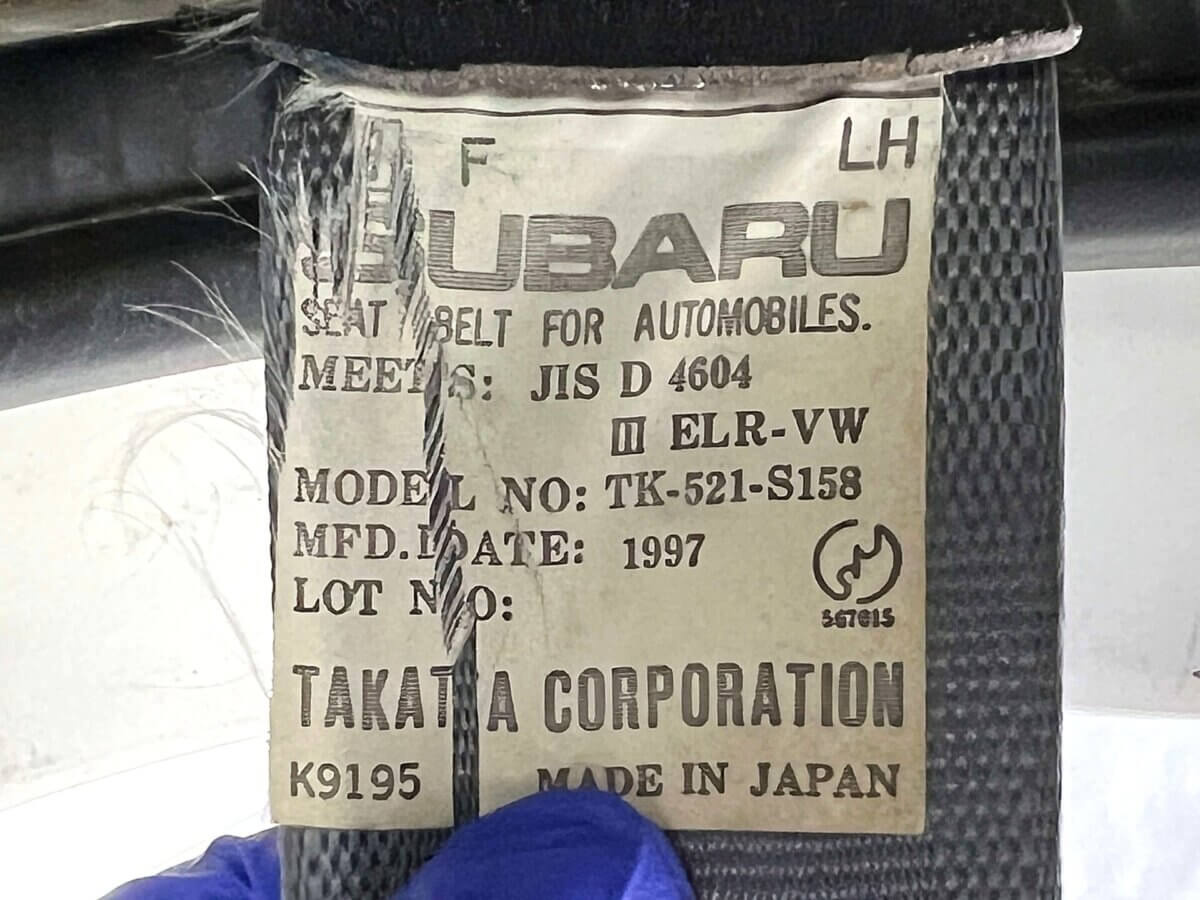 F LH
SUBARU
SEAT BELT FOR AUTOMOBILES.
MEETS: JIS D 4604
III ELR-VW
MODEL NO: TK-521-S158
MFD.DATE: 1997
LOT NO:
567615
TAKATA CORPORATION
K9195 MADE IN JAPAN